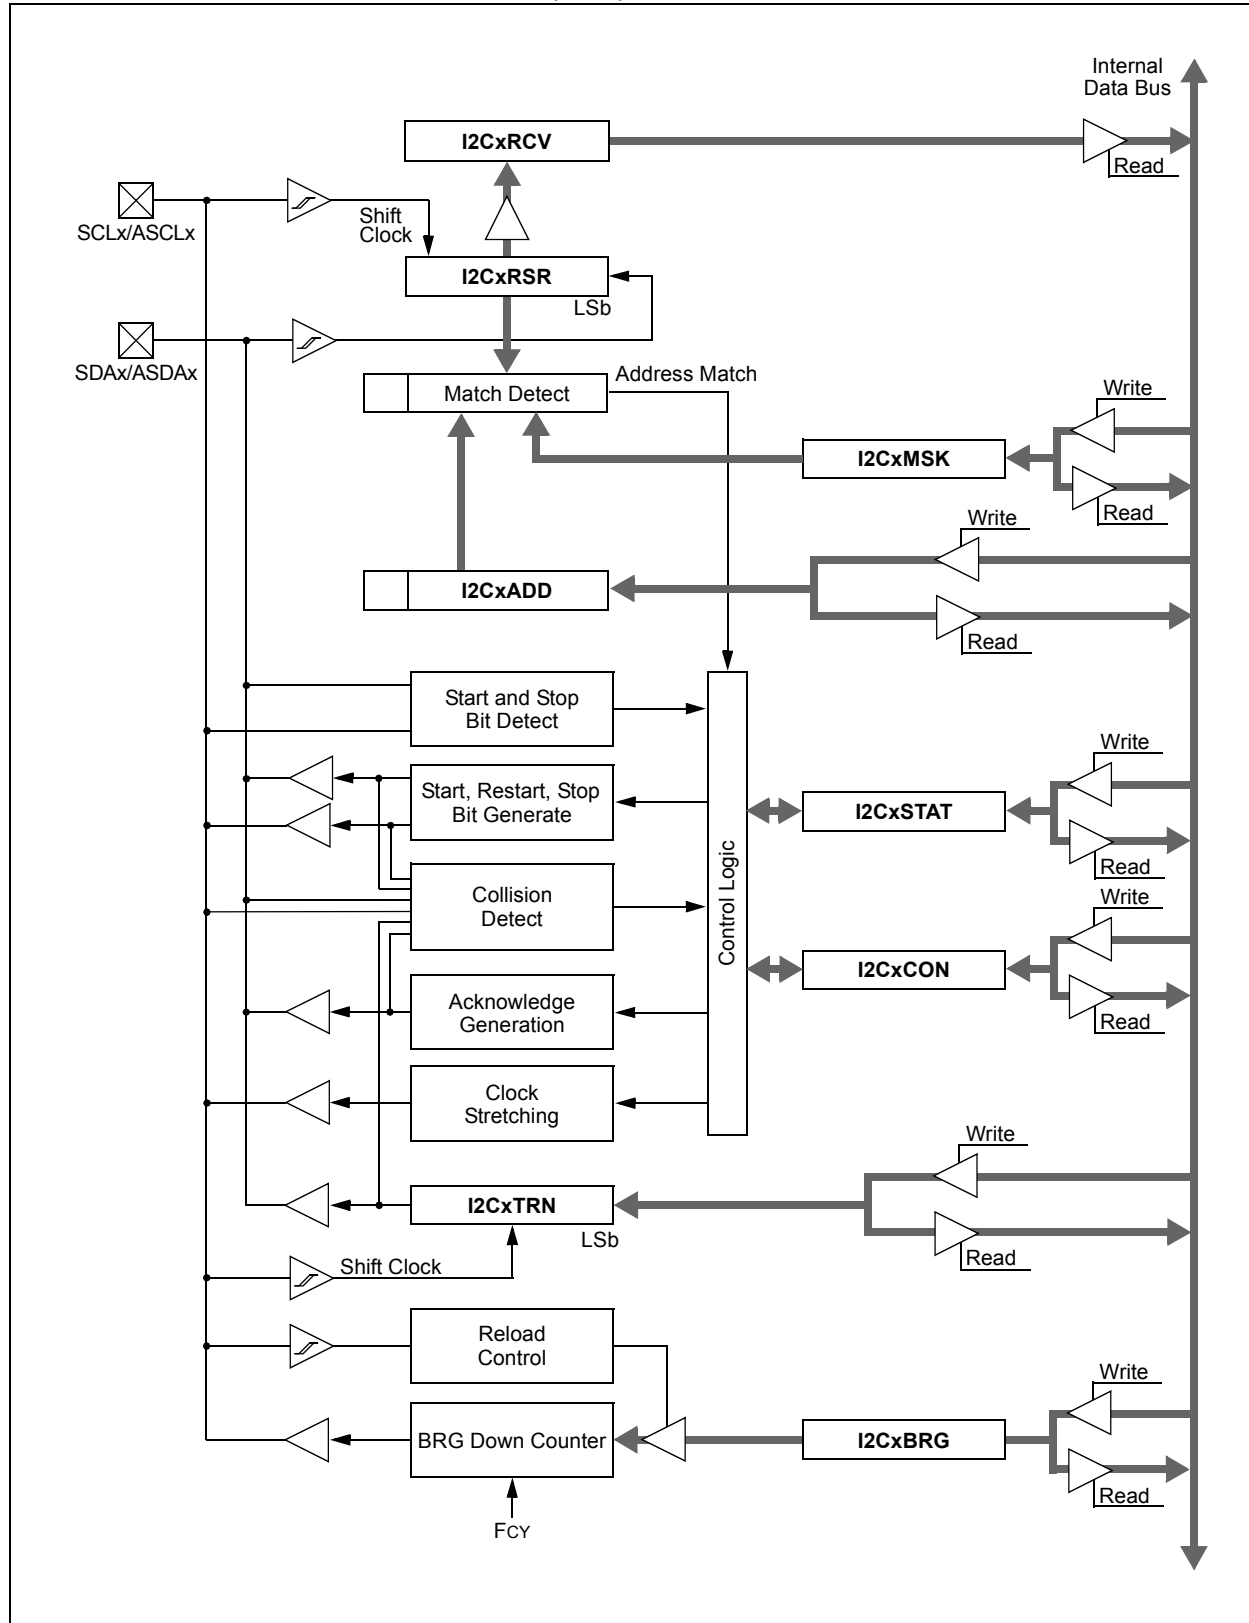 Internal
Data Bus
I2CxRCV
Read
SCLx/ASCLx
Shift
Clock
I2CxRSR
LSb
SDAx/ASDAx
Address Match
Match Detect
Write
I2CxMSK
Read
Write
I2CxADD
Read
Start and Stop
Bit Detect
Write
Start, Restart, Stop
Bit Generate
I2CxSTAT
Read
Control Logic
Collision
Detect
Write
I2CxCON
Read
Acknowledge
Generation
Clock
Stretching
Write
I2CxTRN
LSb
Read
Shift Clock
Reload
Control
Write
BRG Down Counter
I2CxBRG
Read
FCY